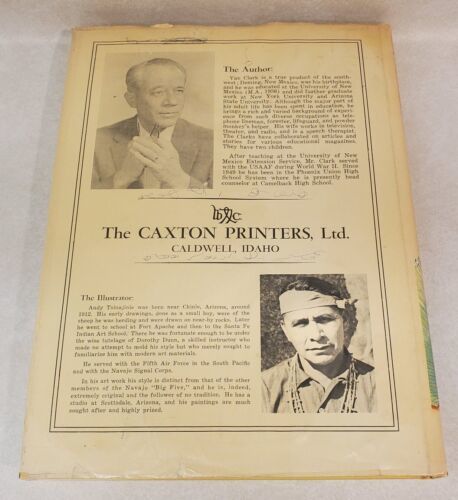 The Author:
Van Clark is a true product of the south-
west; Deming, New Mexico, was his birthplace,
and he was educated at the University of New
Mexico (M.A., 1936) and did further graduate
work at New York University and Arizona
State University. Although the major part of
his adult life has been spent in education, he
brings a rich and varied background of experi-
ence from such diverse occupations as tele-
phone lineman, forester, lifeguard, and powder
monkey's helper. His wife works in television,
theater, and radio, and is a speech therapist.
The Clarks have collaborated on articles and
stories for various educational magazines.
They have two children.
After teaching at the University of New
Mexico Extension Service, Mr. Clark served
with the USAAF during World War II. Since
1949 he has been in the Phoenix Union High
School System where he is presently head
counselor at Camelback High School.
The CAXTON PRINTERS, Ltd.
CALDWELL, IDAHO
The Illustrator:
Andy Tsinajinie was born near Chinle, Arizona, around
1912. His early drawings, done as a small boy, were of the
sheep he was herding and were drawn on near-by rocks. Later
he went to school at Fort Apache and then to the Santa Fe
Indian Art School. There he was fortunate enough to be under
the wise tutelage of Dorothy Dunn, a skilled instructor who
made no attempt to mold his style but who merely sought to
familiarize him with modern art materials.
He served with the Fifth Air Force in the South Pacific
and with the Navajo Signal Corps.
In his art work his style is distinct from that of the other
members of the Navajo "Big Five," and he is, indeed,
extremely original and the follower of no tradition. He has a
studio at Scottsdale, Arizona, and his paintings are much
sought after and highly prized.